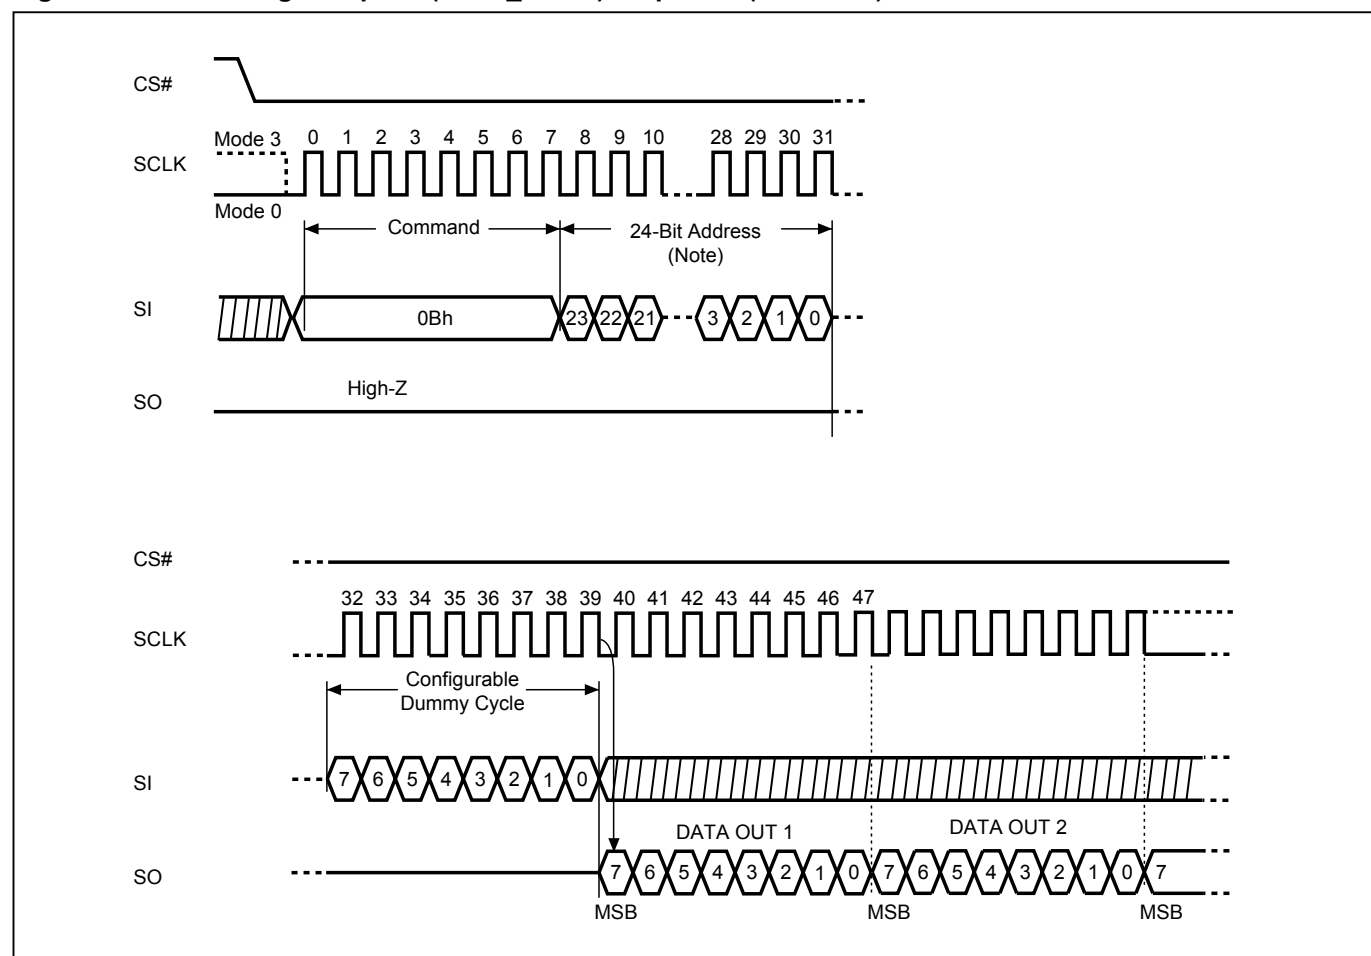 CS#
Mode 3 0 1 2 3 4 5 6 7 8 9 10 28 29 30 31
SCLK
Mode 0
Command
24-Bit Address
(Note)
SI
0Bh 23 22 21 3 2 1 0
High-Z
SO
CS#
32 33 34 35 36 37 38 39 40 41 42 43 44 45 46 47
SCLK
Configurable
Dummy Cycle
SI
7 6 5 4 3 2 1 0
DATA OUT 1 DATA OUT 2
SO
7 6 5 4 3 2 1 0 7 6 5 4 3 2 1 0 7
MSB MSB MSB